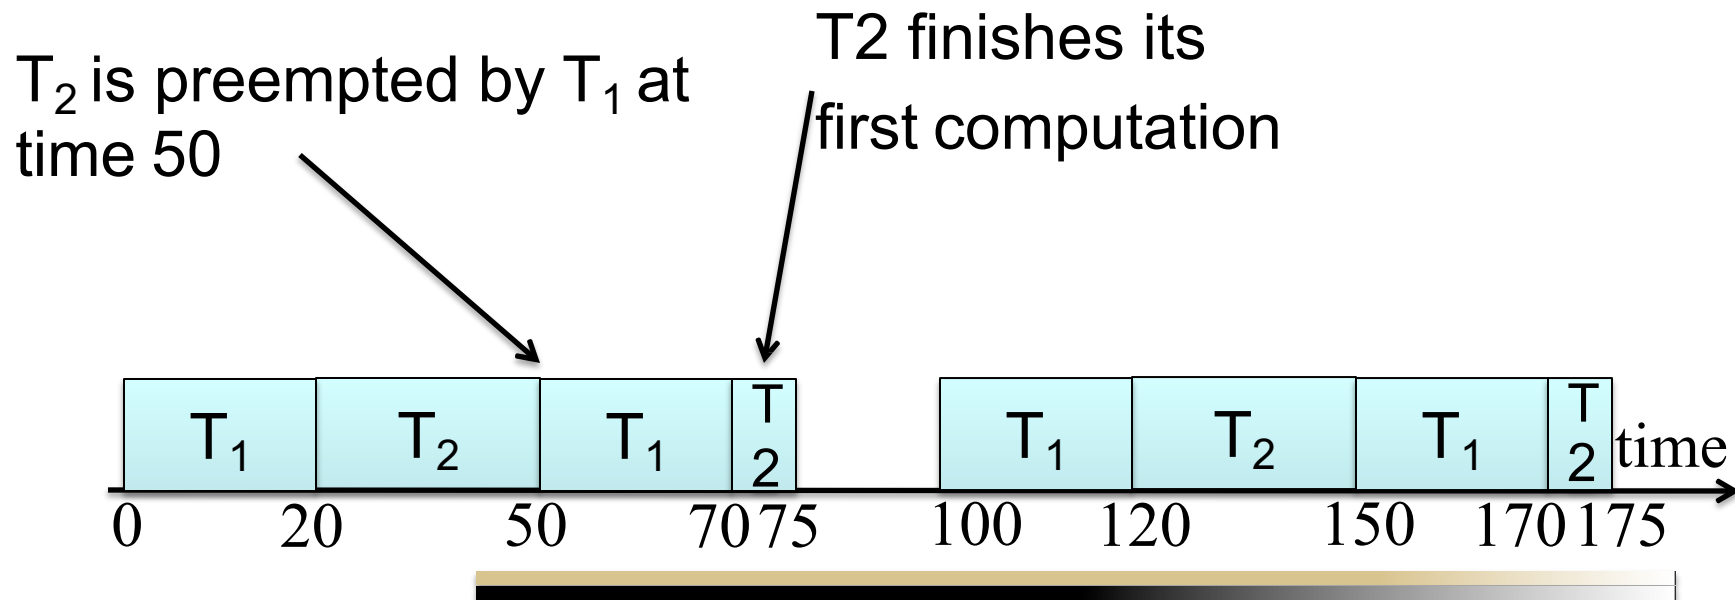 T₂ is preempted by T₁ at
time 50
T2 finishes its
first computation
T₁
T₂
T₁
T
2
T₁
T₂
T₁
T
2
time
0 20 50 70 75 100 120 150 170 175